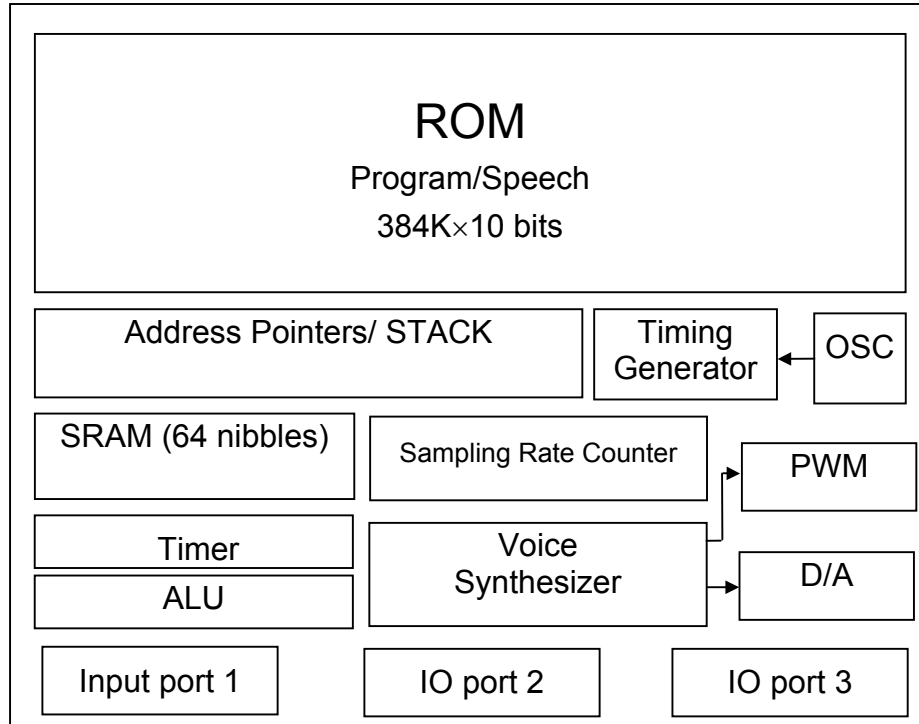 ROM
Program/Speech
384K×10 bits
Address Pointers/ STACK
Timing
Generator
OSC
SRAM (64 nibbles)
Sampling Rate Counter
PWM
Timer
Voice
Synthesizer
D/A
ALU
Input port 1
IO port 2
IO port 3